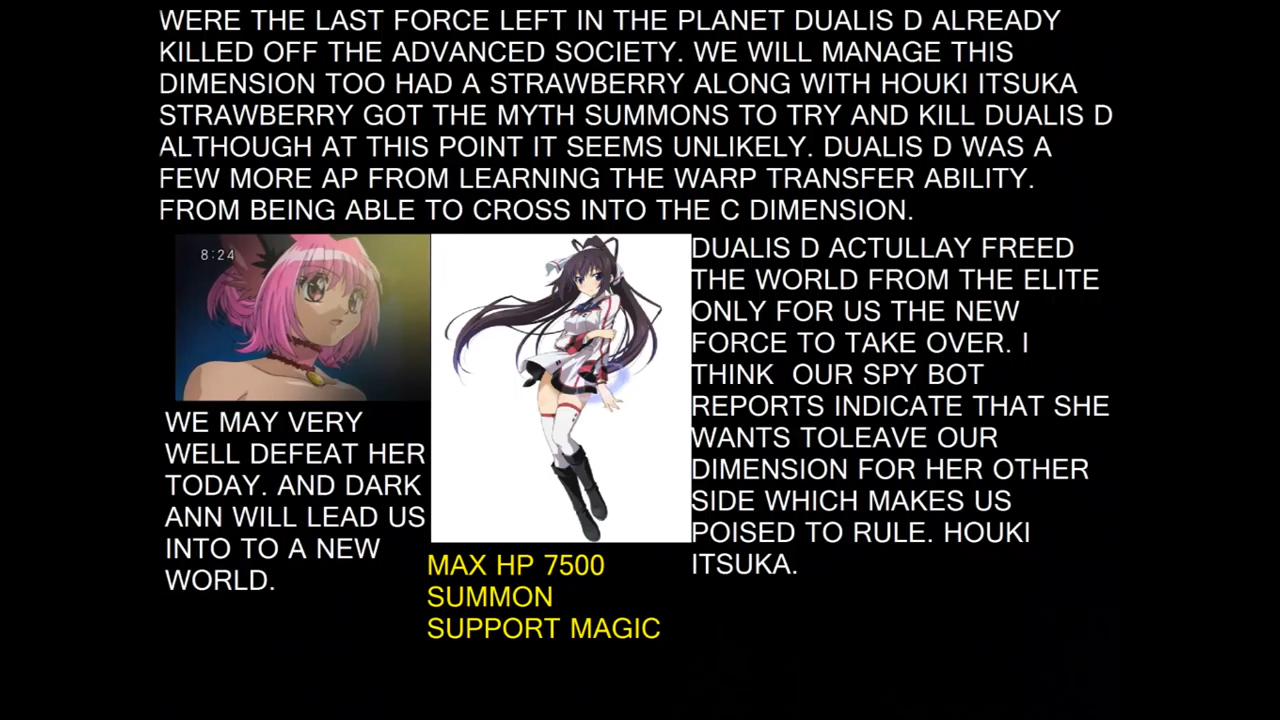 WERE THE LAST FORCE LEFT IN THE PLANET DUALIS D ALREADY
KILLED OFF THE ADVANCED SOCIETY. WE WILL MANAGE THIS
DIMENSION TOO HAD A STRAWBERRY ALONG WITH HOUKI ITSUKA
STRAWBERRY GOT THE MYTH SUMMONS TO TRY AND KILL DUALIS D
ALTHOUGH AT THIS POINT IT SEEMS UNLIKELY. DUALIS D WAS A
FEW MORE AP FROM LEARNING THE WARP TRANSFER ABILITY.
FROM BEING ABLE TO CROSS INTO THE C DIMENSION.
8:24
WE MAY VERY
WELL DEFEAT HER
TODAY. AND DARK
ANN WILL LEAD US
INTO TO A NEW
WORLD.
MAX HP 7500
SUMMON
SUPPORT MAGIC
DUALIS D ACTULLAY FREED
THE WORLD FROM THE ELITE
ONLY FOR US THE NEW
FORCE TO TAKE OVER. I
THINK  OUR SPY BOT
REPORTS INDICATE THAT SHE
WANTS TOLEAVE OUR
DIMENSION FOR HER OTHER
SIDE WHICH MAKES US
POISED TO RULE. HOUKI
ITSUKA.